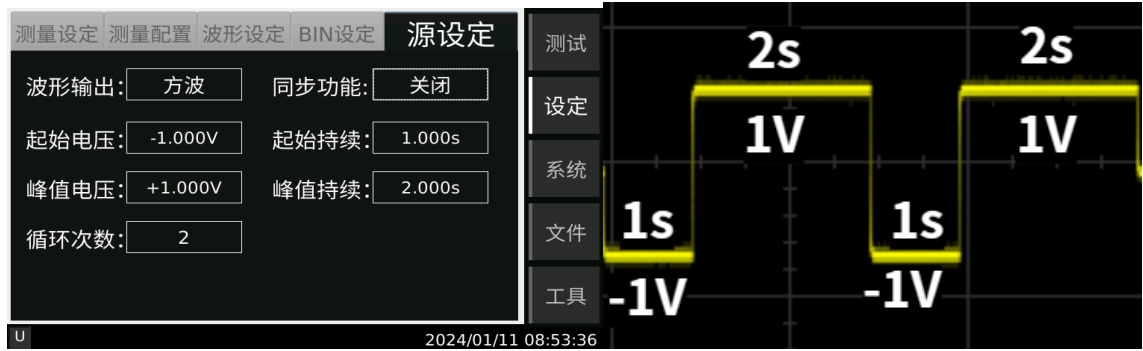 测量设定 测量配置 波形设定 BIN设定 源设定
波形输出: 方波 同步功能: 关闭
起始电压: -1.000V 起始持续: 1.000s
峰值电压: +1.000V 峰值持续: 2.000s
循环次数: 2
测试
设定
系统
文件
工具
U 2024/01/11 08:53:36
2s 2s
1V 1V
1s 1s
-1V -1V